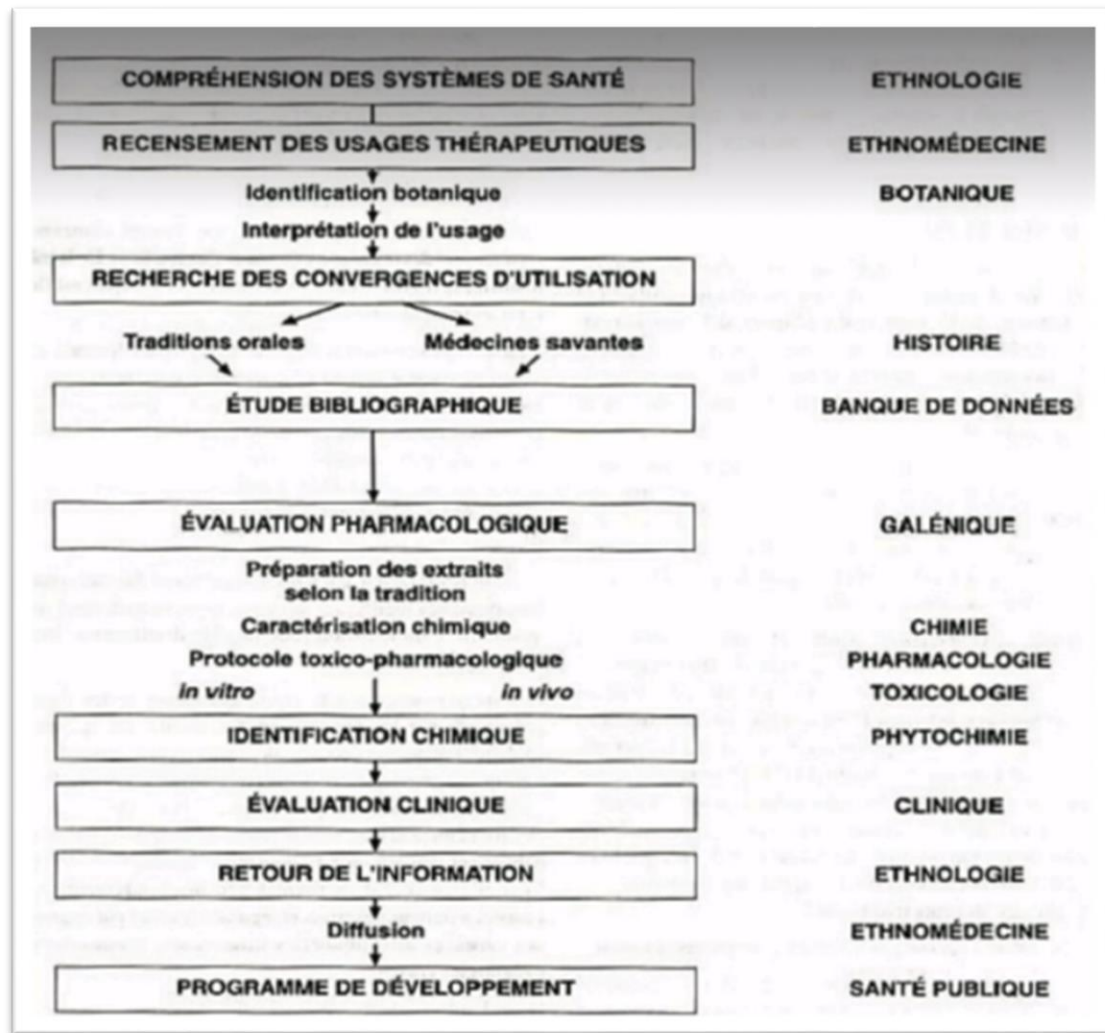 COMPRÉHENSION DES SYSTÈMES DE SANTÉ ETHNOLOGIE
RECENSEMENT DES USAGES THÉRAPEUTIQUES ETHNOMÉDECINE
Identification botanique BOTANIQUE
Interprétation de l'usage
RECHERCHE DES CONVERGENCES D'UTILISATION
Traditions orales Médecines savantes HISTOIRE
ÉTUDE BIBLIOGRAPHIQUE BANQUE DE DONNÉES
ÉVALUATION PHARMACOLOGIQUE GALÉNIQUE
Préparation des extraits
selon la tradition
Caractérisation chimique CHIMIE
Protocole toxico-pharmacologique PHARMACOLOGIE
In vitro In vivo TOXICOLOGIE
IDENTIFICATION CHIMIQUE PHYTOCHIMIE
ÉVALUATION CLINIQUE CLINIQUE
RETOUR DE L'INFORMATION ETHNOLOGIE
Diffusion ETHNOMÉDECINE
PROGRAMME DE DÉVELOPPEMENT SANTÉ PUBLIQUE